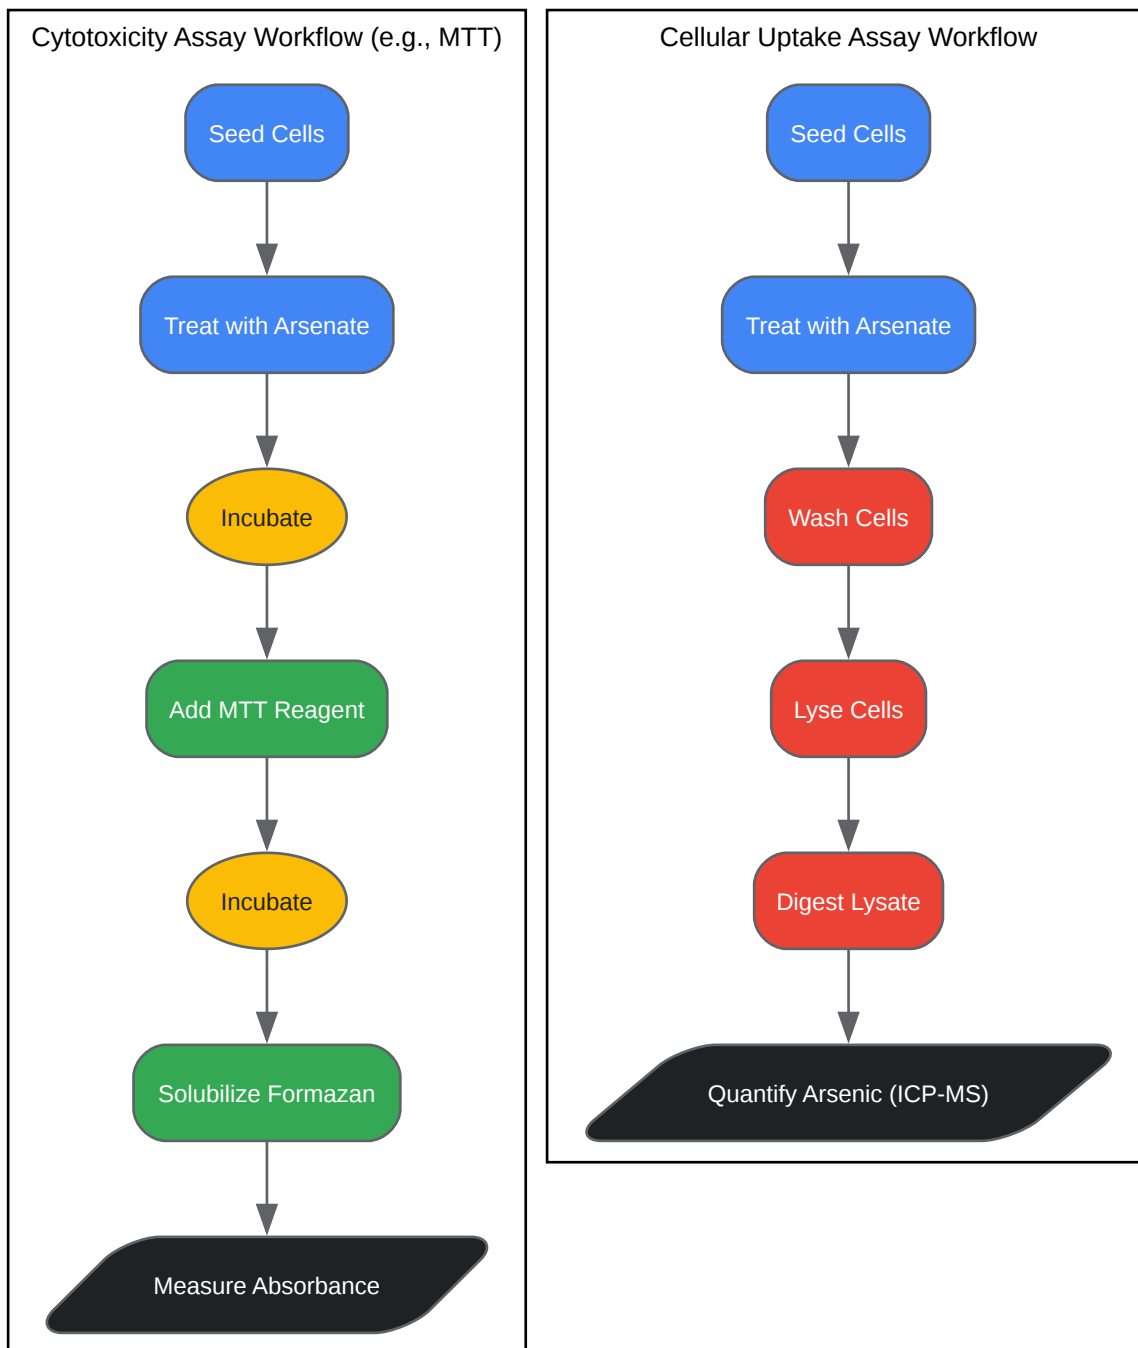 Cytotoxicity Assay Workflow (e.g., MTT)
Seed Cells
Treat with Arsenate
Incubate
Add MTT Reagent
Incubate
Solubilize Formazan
Measure Absorbance
Cellular Uptake Assay Workflow
Seed Cells
Treat with Arsenate
Wash Cells
Lyse Cells
Digest Lysate
Quantify Arsenic (ICP-MS)